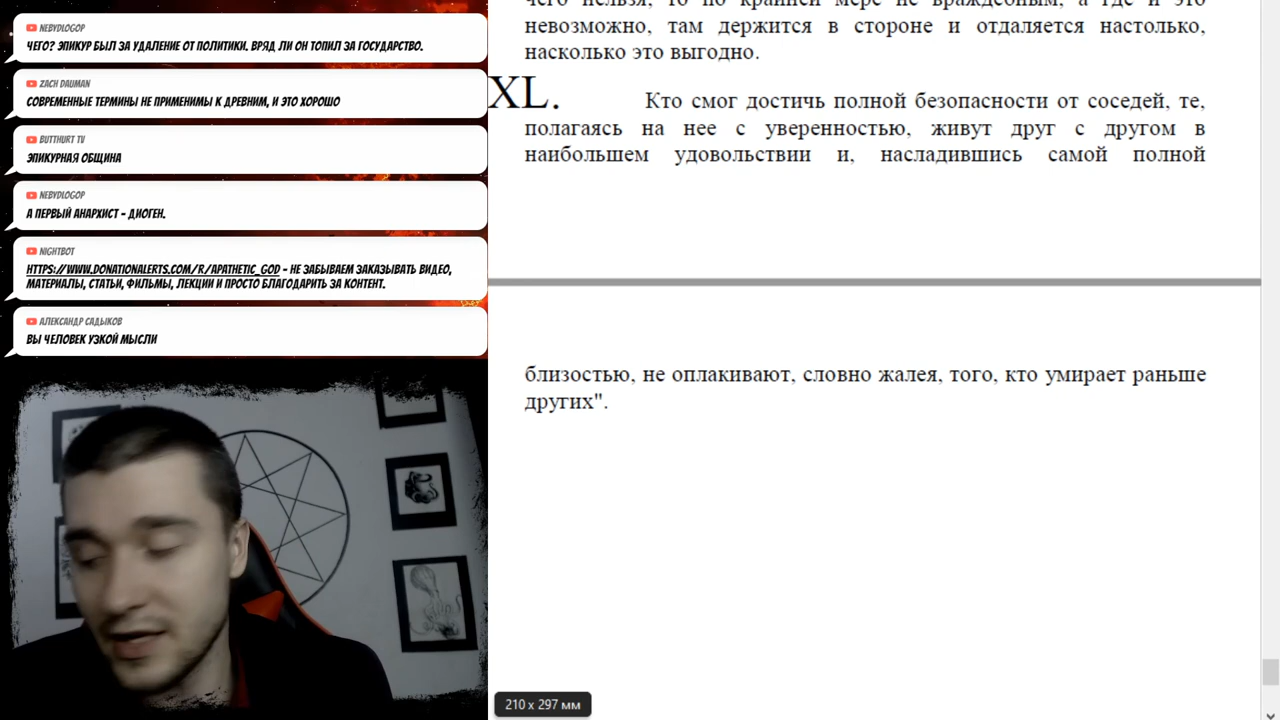 NEBYDLOGOP
ЧЕГО? ЭПИКУР БЫЛ ЗА УДАЛЕНИЕ ОТ ПОЛИТИКИ. ВРЯД ЛИ ОН ТОПИЛ ЗА ГОСУДАРСТВО.
ZACH DAUMAN
СОВРЕМЕННЫЕ ТЕРМИНЫ НЕ ПРИМЕНИМЫ К ДРЕВНИМ, И ЭТО ХОРОШО
BUTTHURT TV
ЭПИКУРНАЯ ОБЩИНА
NEBYDLOGOP
А ПЕРВЫЙ АНАРХИСТ - ДИОГЕН.
NIGHTBOT
HTTPS://WWW.DONATIONALERTS.COM/R/APATHETIC_GOD - НЕ ЗАБЫВАЕМ ЗАКАЗЫВАТЬ ВИДЕО,
МАТЕРИАЛЫ, СТАТЬИ, ФИЛЬМЫ, ЛЕКЦИИ И ПРОСТО БЛАГОДАРИТЬ ЗА КОНТЕНТ.
АЛЕКСАНДР САДЫКОВ
ВЫ ЧЕЛОВЕК УЗКОЙ МЫСЛИ
чего нельзя, то по крайней мере не враждебным, а где и это
невозможно, там держится в стороне и отдаляется настолько,
насколько это выгодно.
XL. Кто смог достичь полной безопасности от соседей, те,
полагаясь на нее с уверенностью, живут друг с другом в
наибольшем удовольствии и, насладившись самой полной
близостью, не оплакивают, словно жалея, того, кто умирает раньше
других".
210 x 297 мм